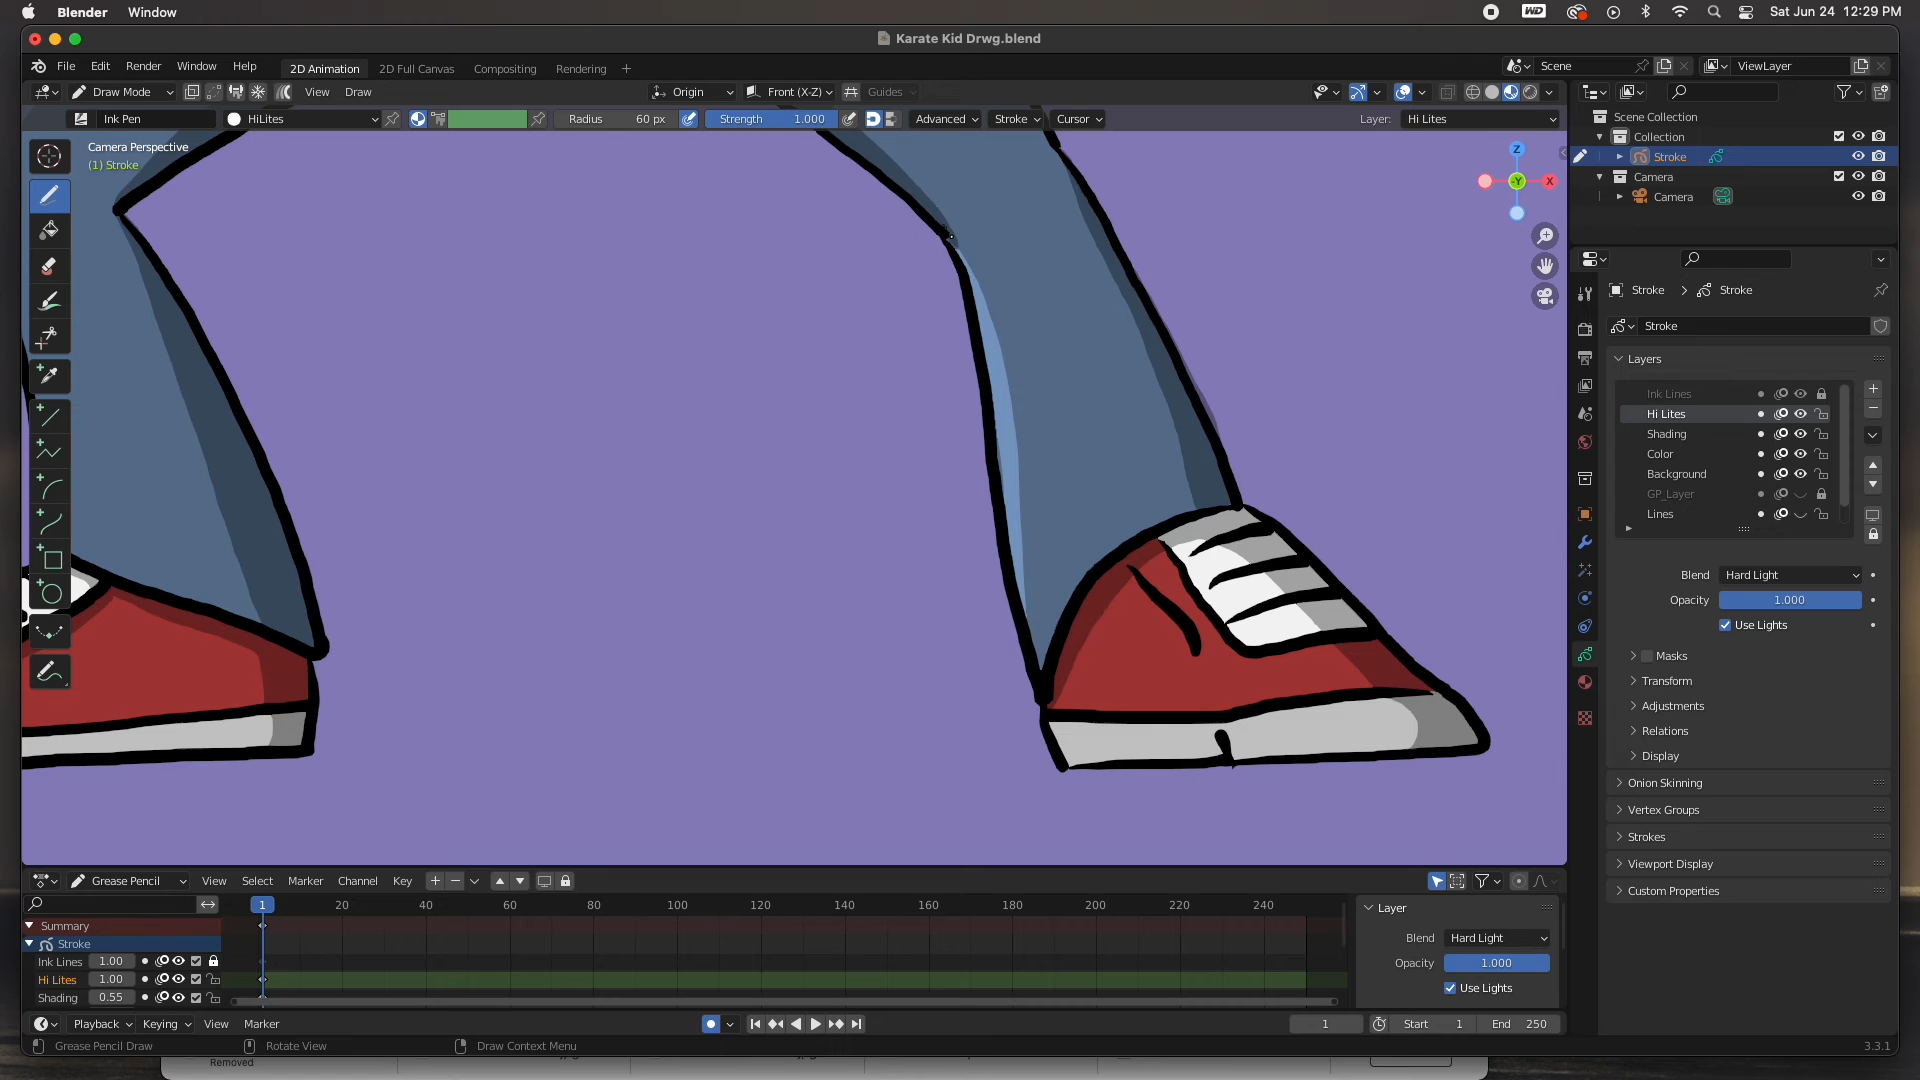 Blender Window WD Sat Jun 24 12:29 PM
Karate Kid Drwg.blend
File Edit Render Window Help 2D Animation 2D Full Canvas Compositing Rendering + Scene ViewLayer
Draw Mode View Draw Origin Front (X-Z) Guides
Ink Pen HiLites Radius 60 px Strength 1.000 Advanced Stroke Cursor Layer: Hi Lites
Scene Collection
Collection
Stroke
Camera
Camera
Camera Perspective
(1) Stroke
Z
-Y X
Stroke > Stroke
Stroke
Layers
Ink Lines
Hi Lites
Shading
Color
Background
GP_Layer
Lines
Blend Hard Light
Opacity 1.000
Use Lights
Masks
Transform
Adjustments
Relations
Display
Onion Skinning
Vertex Groups
Strokes
Viewport Display
Custom Properties
Grease Pencil View Select Marker Channel Key
1 20 40 60 80 100 120 140 160 180 200 220 240
Summary
Stroke
Ink Lines 1.00
Hi Lites 1.00
Shading 0.55
Layer
Blend Hard Light
Opacity 1.000
Use Lights
Playback Keying View Marker 1 Start 1 End 250
Grease Pencil Draw Rotate View Draw Context Menu 3.3.1
Removed